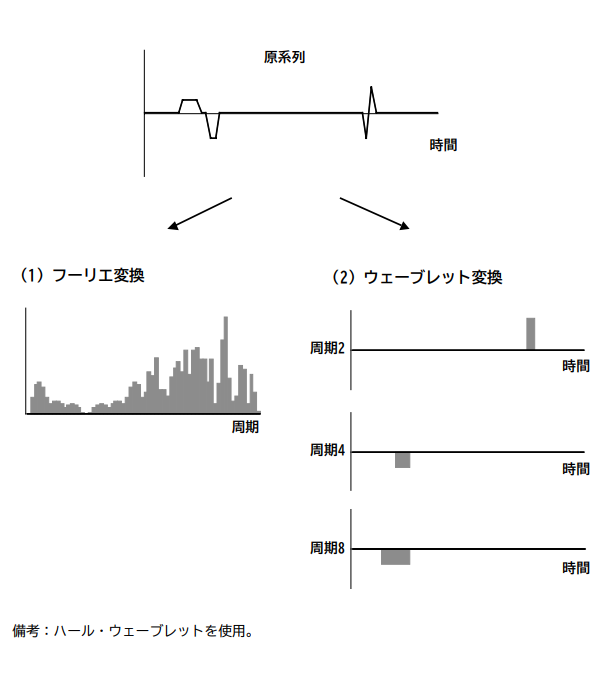 原系列
時間
（1）フーリエ変換
周期
（2）ウェーブレット変換
周期2
時間
周期4
時間
周期8
時間
備考：ハール・ウェーブレットを使用。